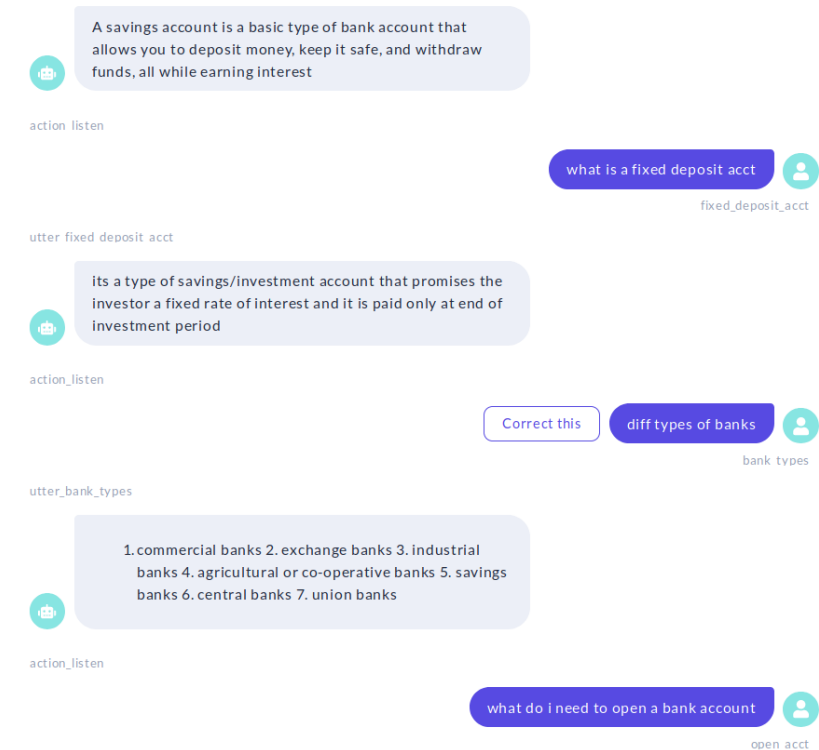 A savings account is a basic type of bank account that
allows you to deposit money, keep it safe, and withdraw
funds, all while earning interest
action_listen
what is a fixed deposit acct
fixed_deposit_acct
utter_fixed_deposit_acct
its a type of savings/investment account that promises the
investor a fixed rate of interest and it is paid only at end of
investment period
action_listen
Correct this
diff types of banks
bank_types
utter_bank_types
1. commercial banks 2. exchange banks 3. industrial
banks 4. agricultural or co-operative banks 5. savings
banks 6. central banks 7. union banks
action_listen
what do i need to open a bank account
open_acct